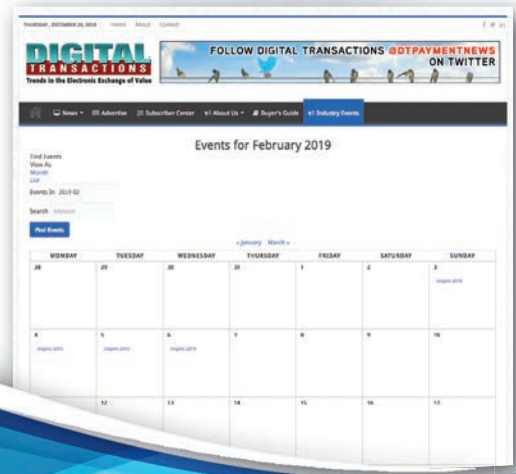 THURSDAY, DECEMBER 20, 2018 Home About Contact
DIGITAL
TRANSACTIONS
Trends in the Electronic Exchange of Value
FOLLOW DIGITAL TRANSACTIONS @DTPAYMENTNEWS
ON TWITTER
News Advertise Subscriber Center About Us Buyer's Guide Industry Events
Events for February 2019
Find Events
View As
Month
List
Events In 2019-02
Search Keyword
Find Events
« January March »
MONDAY TUESDAY WEDNESDAY THURSDAY FRIDAY SATURDAY SUNDAY
28 29 30 31 1 2 3
4 5 6 7 8 9 10
12 13 14 15 16 17